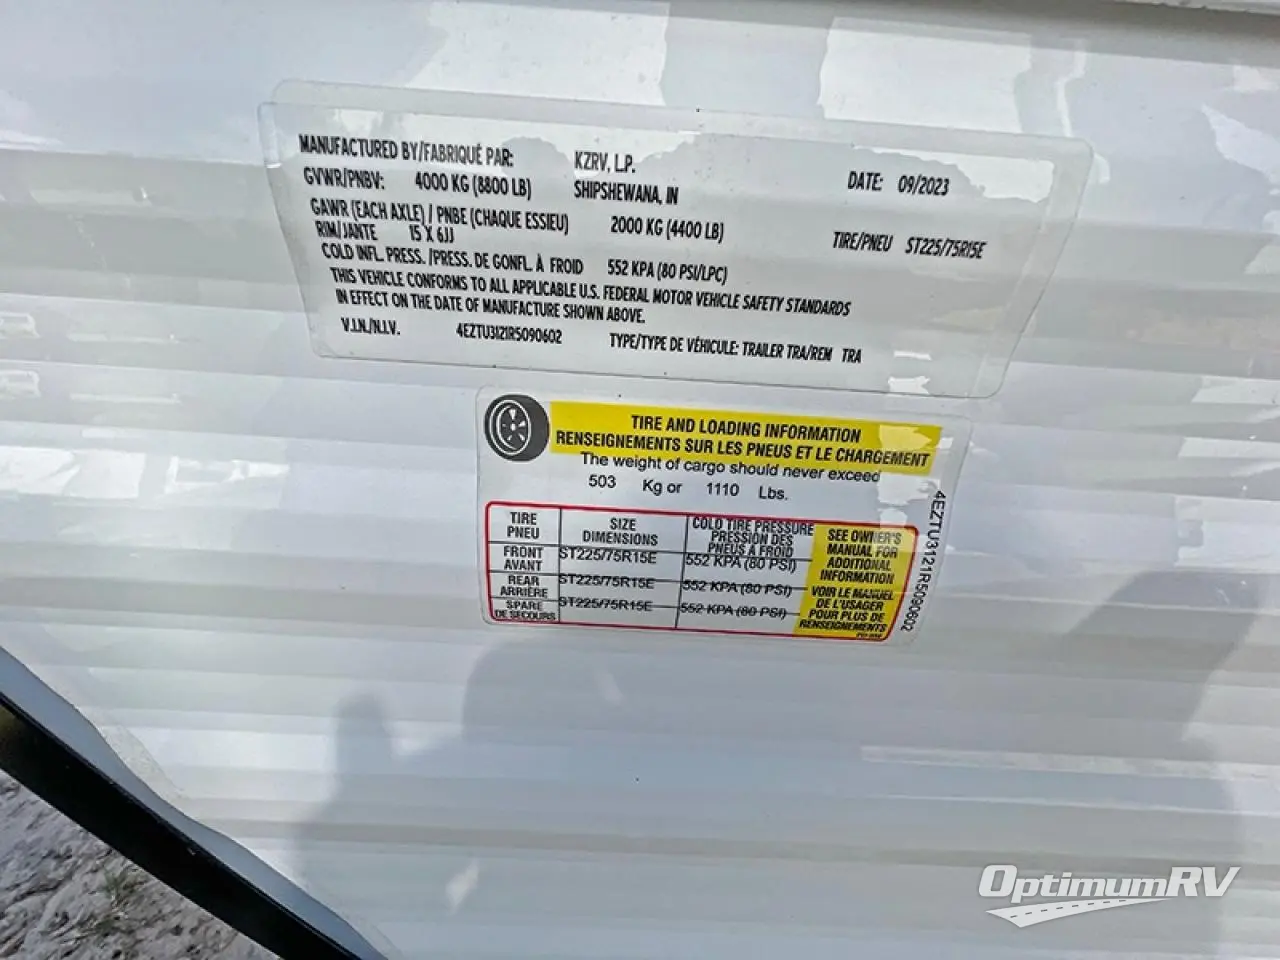 MANUFACTURED BY/FABRIQUÉ PAR: KZRV, L.P. DATE: 09/2023
GVWR/PNBV: 4000 KG (8800 LB) SHIPSHEWANA, IN
GAWR (EACH AXLE) / PNBE (CHAQUE ESSIEU) 2000 KG (4400 LB) TIRE/PNEU ST225/75R15E
RIM/JANTE 15 X 6JJ
COLD INFL. PRESS. /PRESS. DE GONFL. À FROID 552 KPA (80 PSI/LPC)
THIS VEHICLE CONFORMS TO ALL APPLICABLE U.S. FEDERAL MOTOR VEHICLE SAFETY STANDARDS
IN EFFECT ON THE DATE OF MANUFACTURE SHOWN ABOVE.
V.I.N./N.I.V. 4EZTU3121R5090602 TYPE/TYPE DE VÉHICULE: TRAILER TRA/REM TRA
TIRE AND LOADING INFORMATION
RENSEIGNEMENTS SUR LES PNEUS ET LE CHARGEMENT
The weight of cargo should never exceed
503 Kg or 1110 Lbs.
TIRE
PNEU
SIZE
DIMENSIONS
COLD TIRE PRESSURE
PRESSION DES
PNEUS A FROID
FRONT
AVANT
ST225/75R15E
552 KPA (80 PSI)
REAR
ARRIÈRE
ST225/75R15E
552 KPA (80 PSI)
SPARE
DE SECOURS
ST225/75R15E
552 KPA (80 PSI)
SEE OWNER'S
MANUAL FOR
ADDITIONAL
INFORMATION
VOIR LE MANUEL
DE L'USAGER
POUR PLUS DE
RENSEIGNEMENTS
4EZTU3121R5090602
OptimumRV